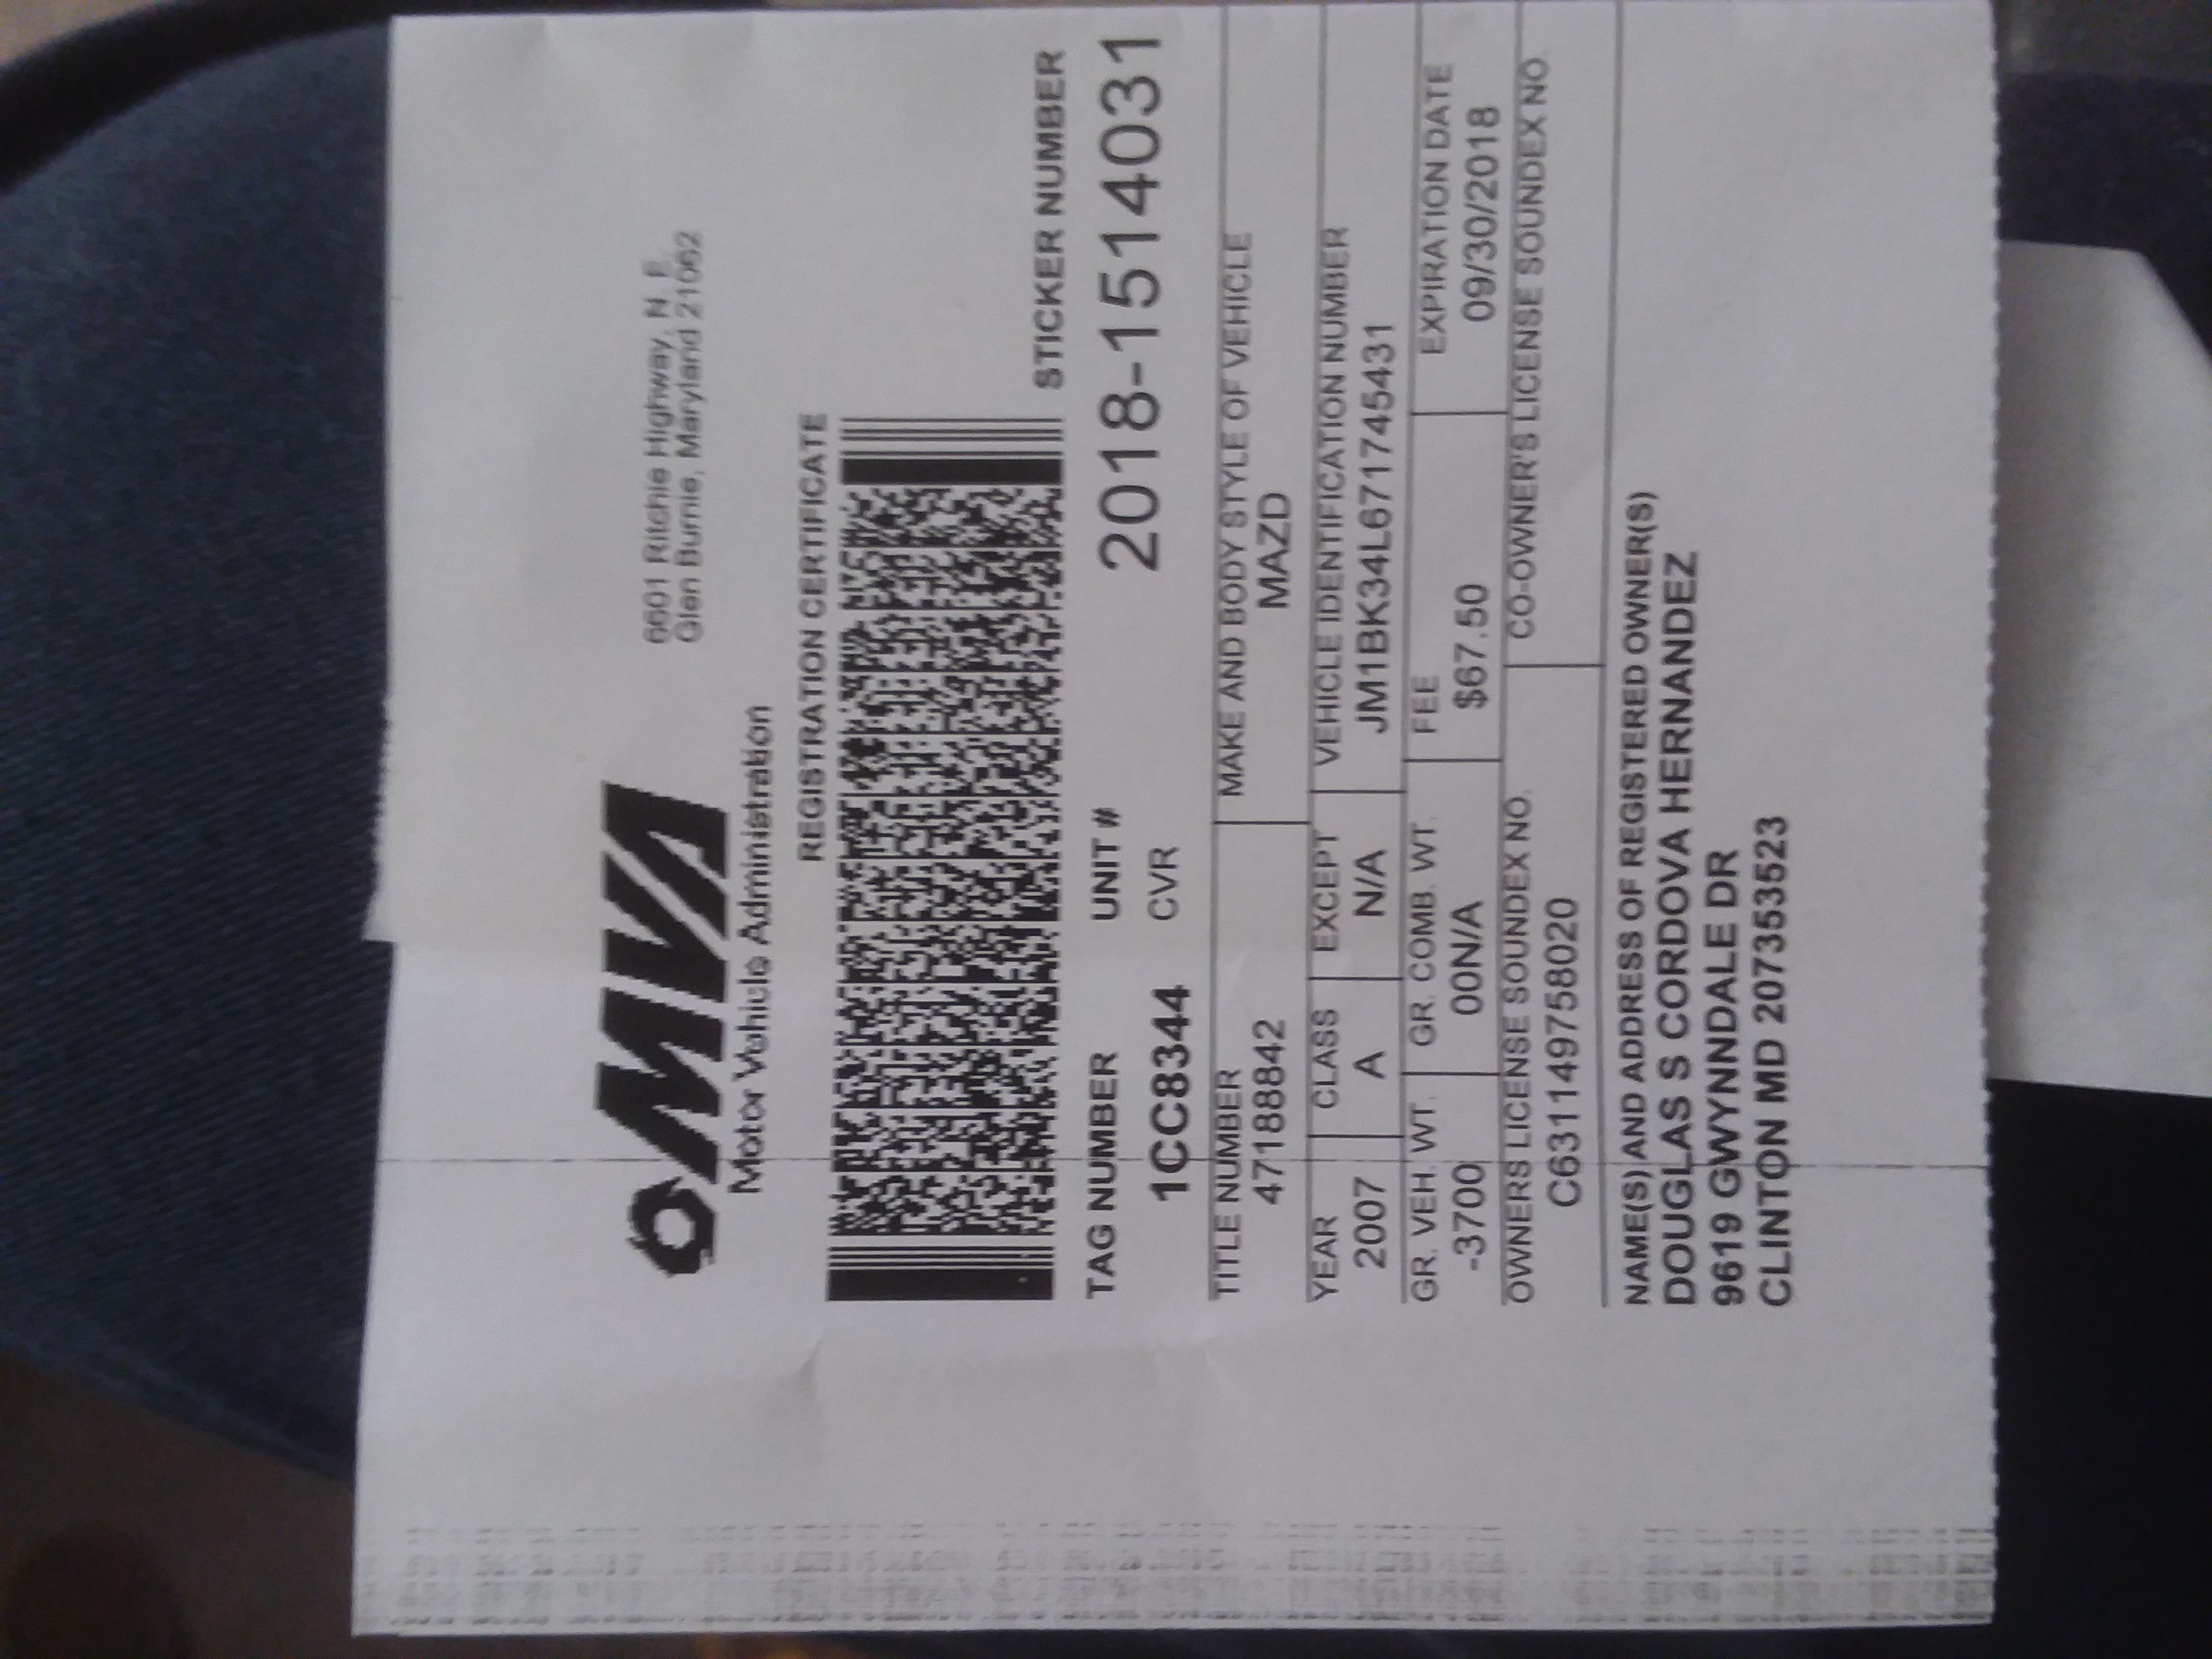 MVA
Motor Vehicle Administration
6601 Ritchie Highway, N. E.
Glen Burnie, Maryland 21062
REGISTRATION CERTIFICATE
STICKER NUMBER
TAG NUMBER UNIT # 2018-1514031
1CC8344 CVR
TITLE NUMBER MAKE AND BODY STYLE OF VEHICLE
47188842 MAZD
YEAR CLASS EXCEPT VEHICLE IDENTIFICATION NUMBER
2007 A N/A JM1BK34L671745431
GR. VEH. WT. GR. COMB. WT. FEE EXPIRATION DATE
-3700 00N/A $67.50 09/30/2018
OWNERS LICENSE SOUNDEX NO. CO-OWNER'S LICENSE SOUNDEX NO.
C631149758020
NAME(S) AND ADDRESS OF REGISTERED OWNER(S)
DOUGLAS S CORDOVA HERNANDEZ
9619 GWYNNDALE DR
CLINTON MD 207353523